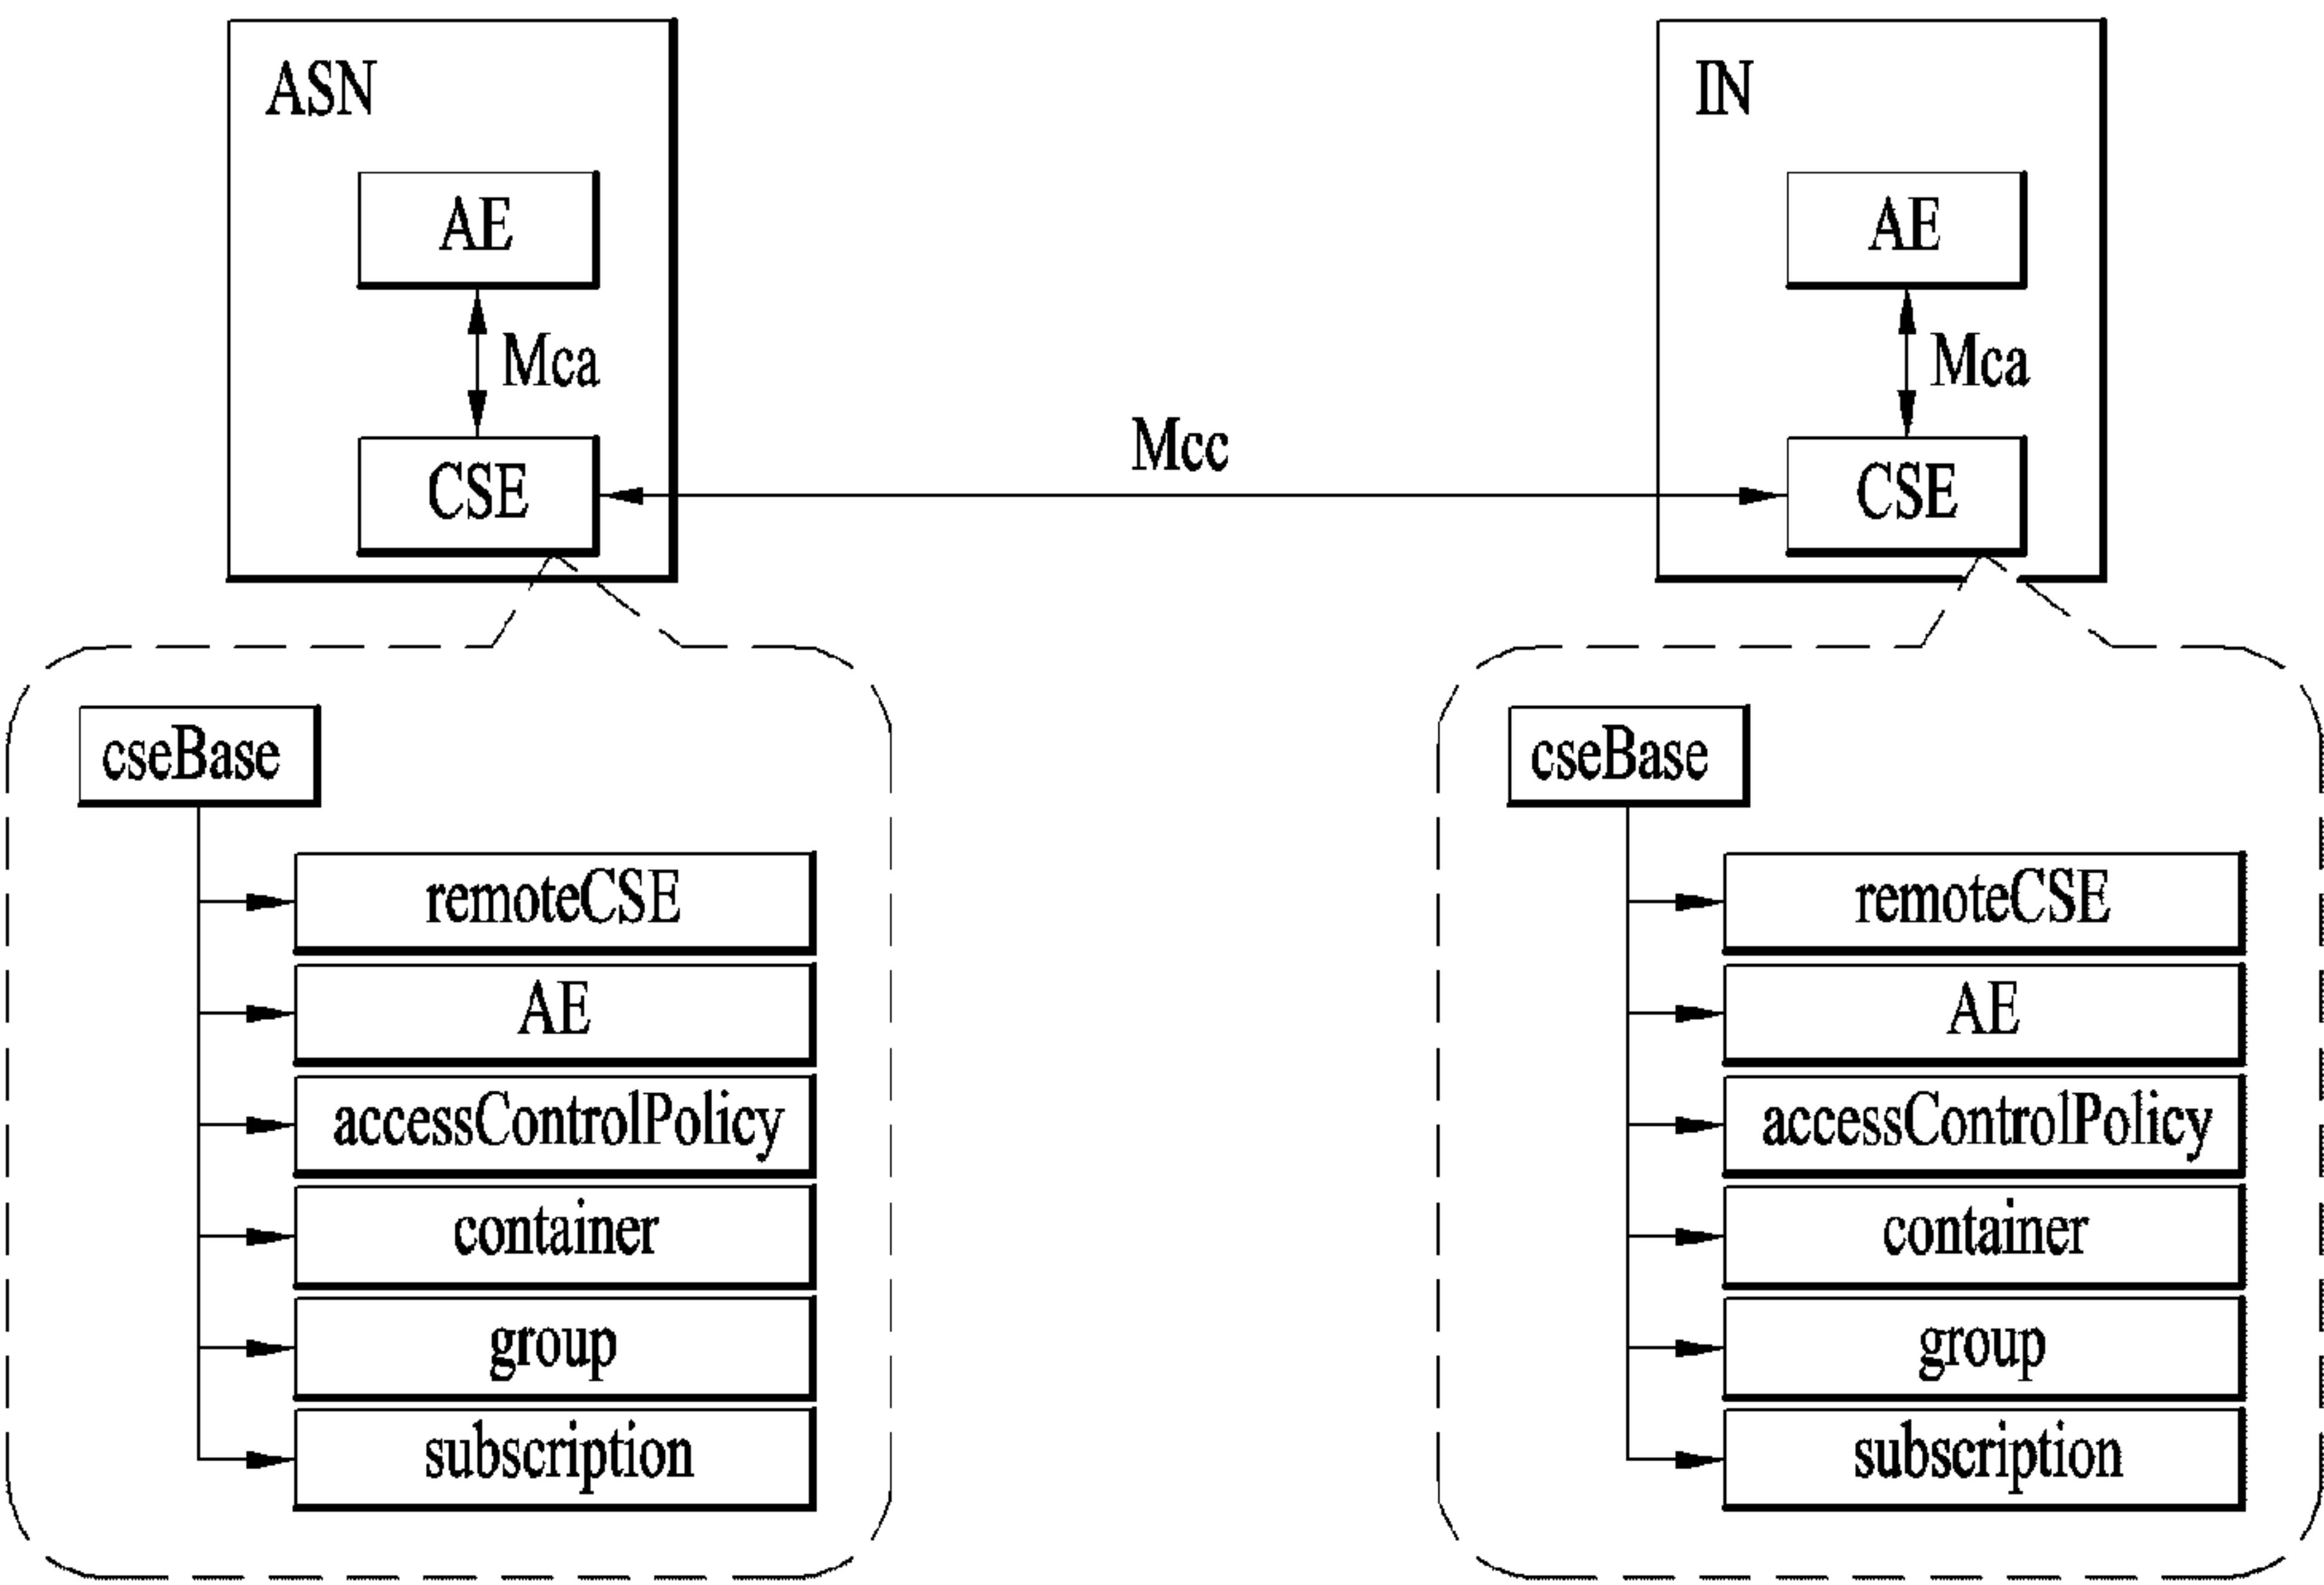 ASN
AE
Mca
CSE
Mcc
IN
AE
Mca
CSE
cseBase
remoteCSE
AE
accessControlPolicy
container
group
subscription
cseBase
remoteCSE
AE
accessControlPolicy
container
group
subscription